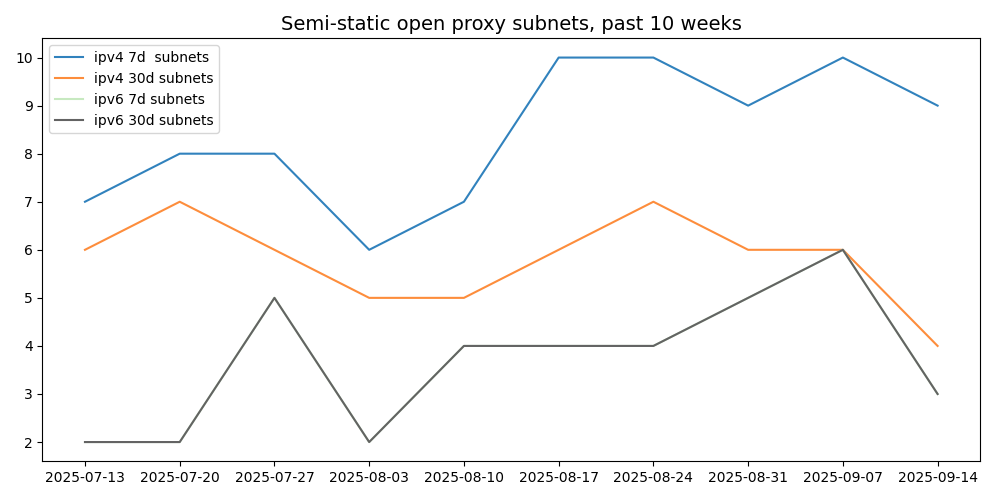 Semi-static open proxy subnets, past 10 weeks
ipv4 7d  subnets
ipv4 30d subnets
ipv6 7d subnets
ipv6 30d subnets
10
9
8
7
6
5
4
3
2
2025-07-13 2025-07-20 2025-07-27 2025-08-03 2025-08-10 2025-08-17 2025-08-24 2025-08-31 2025-09-07 2025-09-14